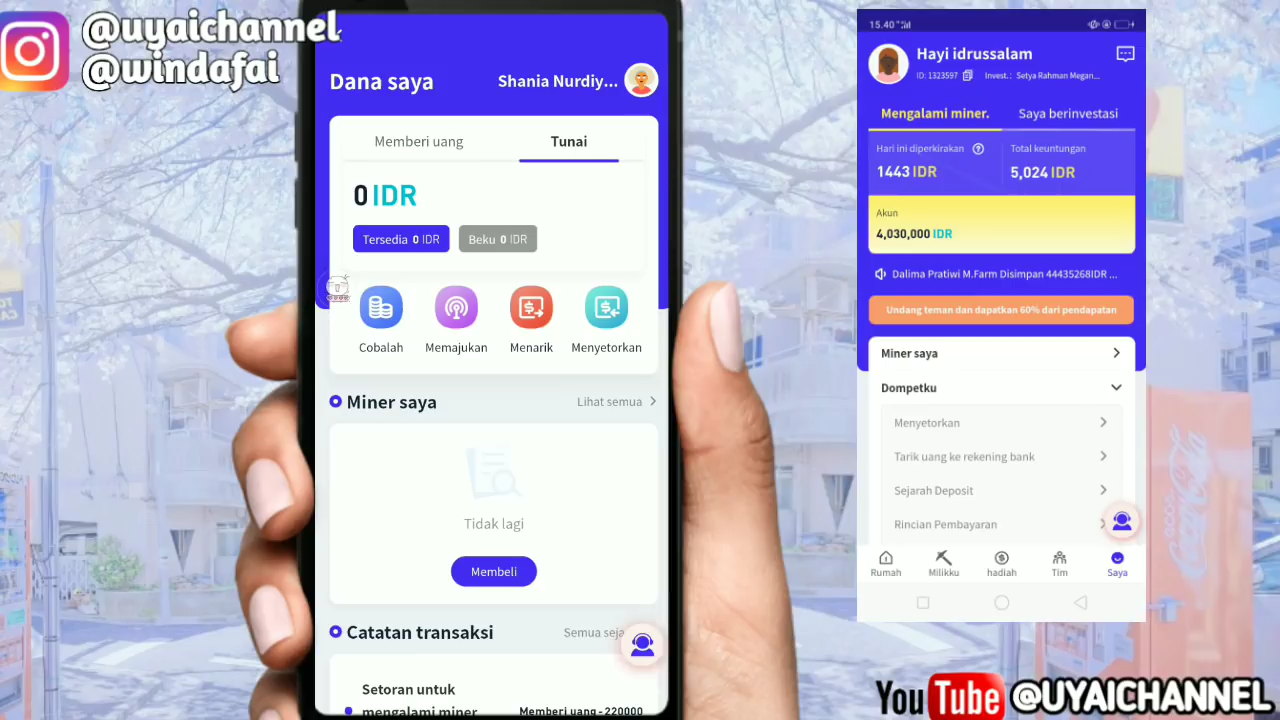 @uyaichannel
@windafai
Dana saya
Shania Nurdiy...
Memberi uang
Tunai
0 IDR
Tersedia 0 IDR
Beku 0 IDR
Cobalah
Memajukan
Menarik
Menyetorkan
Miner saya
Lihat semua
Tidak lagi
Membeli
Catatan transaksi
Semua seja
Setoran untuk
mengalami miner
Memberi uang - 220000
15.40
Hayi idrussalam
ID: 1323597
Invest.: Setya Rahman Megan...
Mengalami miner.
Saya berinvestasi
Hari ini diperkirakan
Total keuntungan
1443 IDR
5,024 IDR
Akun
4,030,000 IDR
Dalima Pratiwi M.Farm Disimpan 44435268IDR ...
Undang teman dan dapatkan 60% dari pendapatan
Miner saya
Dompetku
Menyetorkan
Tarik uang ke rekening bank
Sejarah Deposit
Rincian Pembayaran
Rumah
Milikku
hadiah
Tim
Saya
Coca-Cola
YouTube @UYAICHANNEL